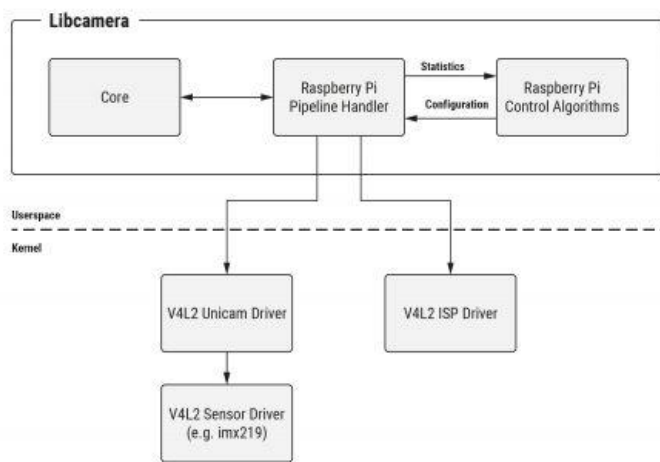 Libcamera
Core
Raspberry Pi
Pipeline Handler
Statistics
Configuration
Raspberry Pi
Control Algorithms
Userspace
Kernel
V4L2 Unicam Driver
V4L2 ISP Driver
V4L2 Sensor Driver
(e.g. imx219)